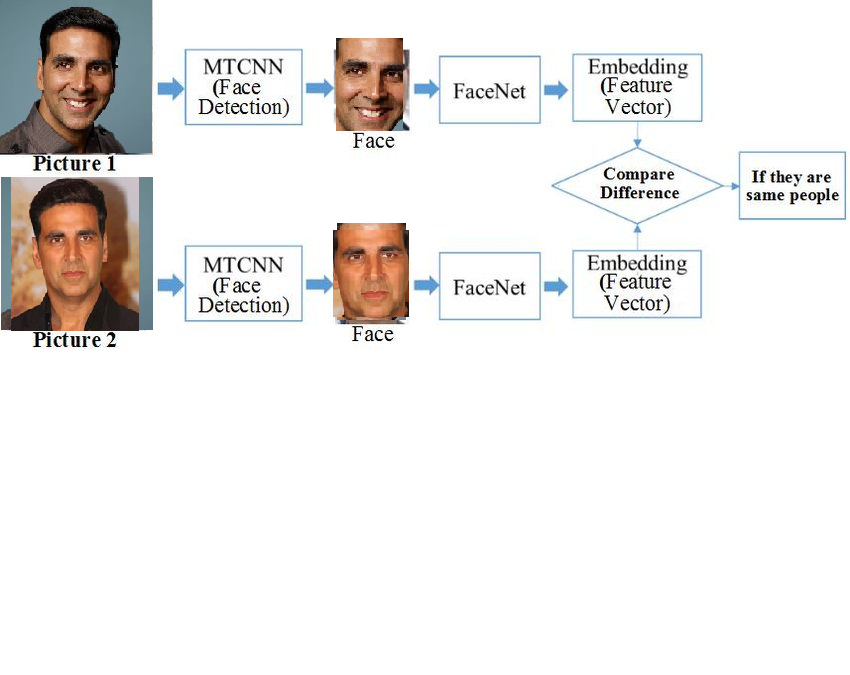 MTCNN
(Face
Detection)
Face
FaceNet
Embedding
(Feature
Vector)
Picture 1
Compare
Difference
If they are
same people
MTCNN
(Face
Detection)
Face
FaceNet
Embedding
(Feature
Vector)
Picture 2